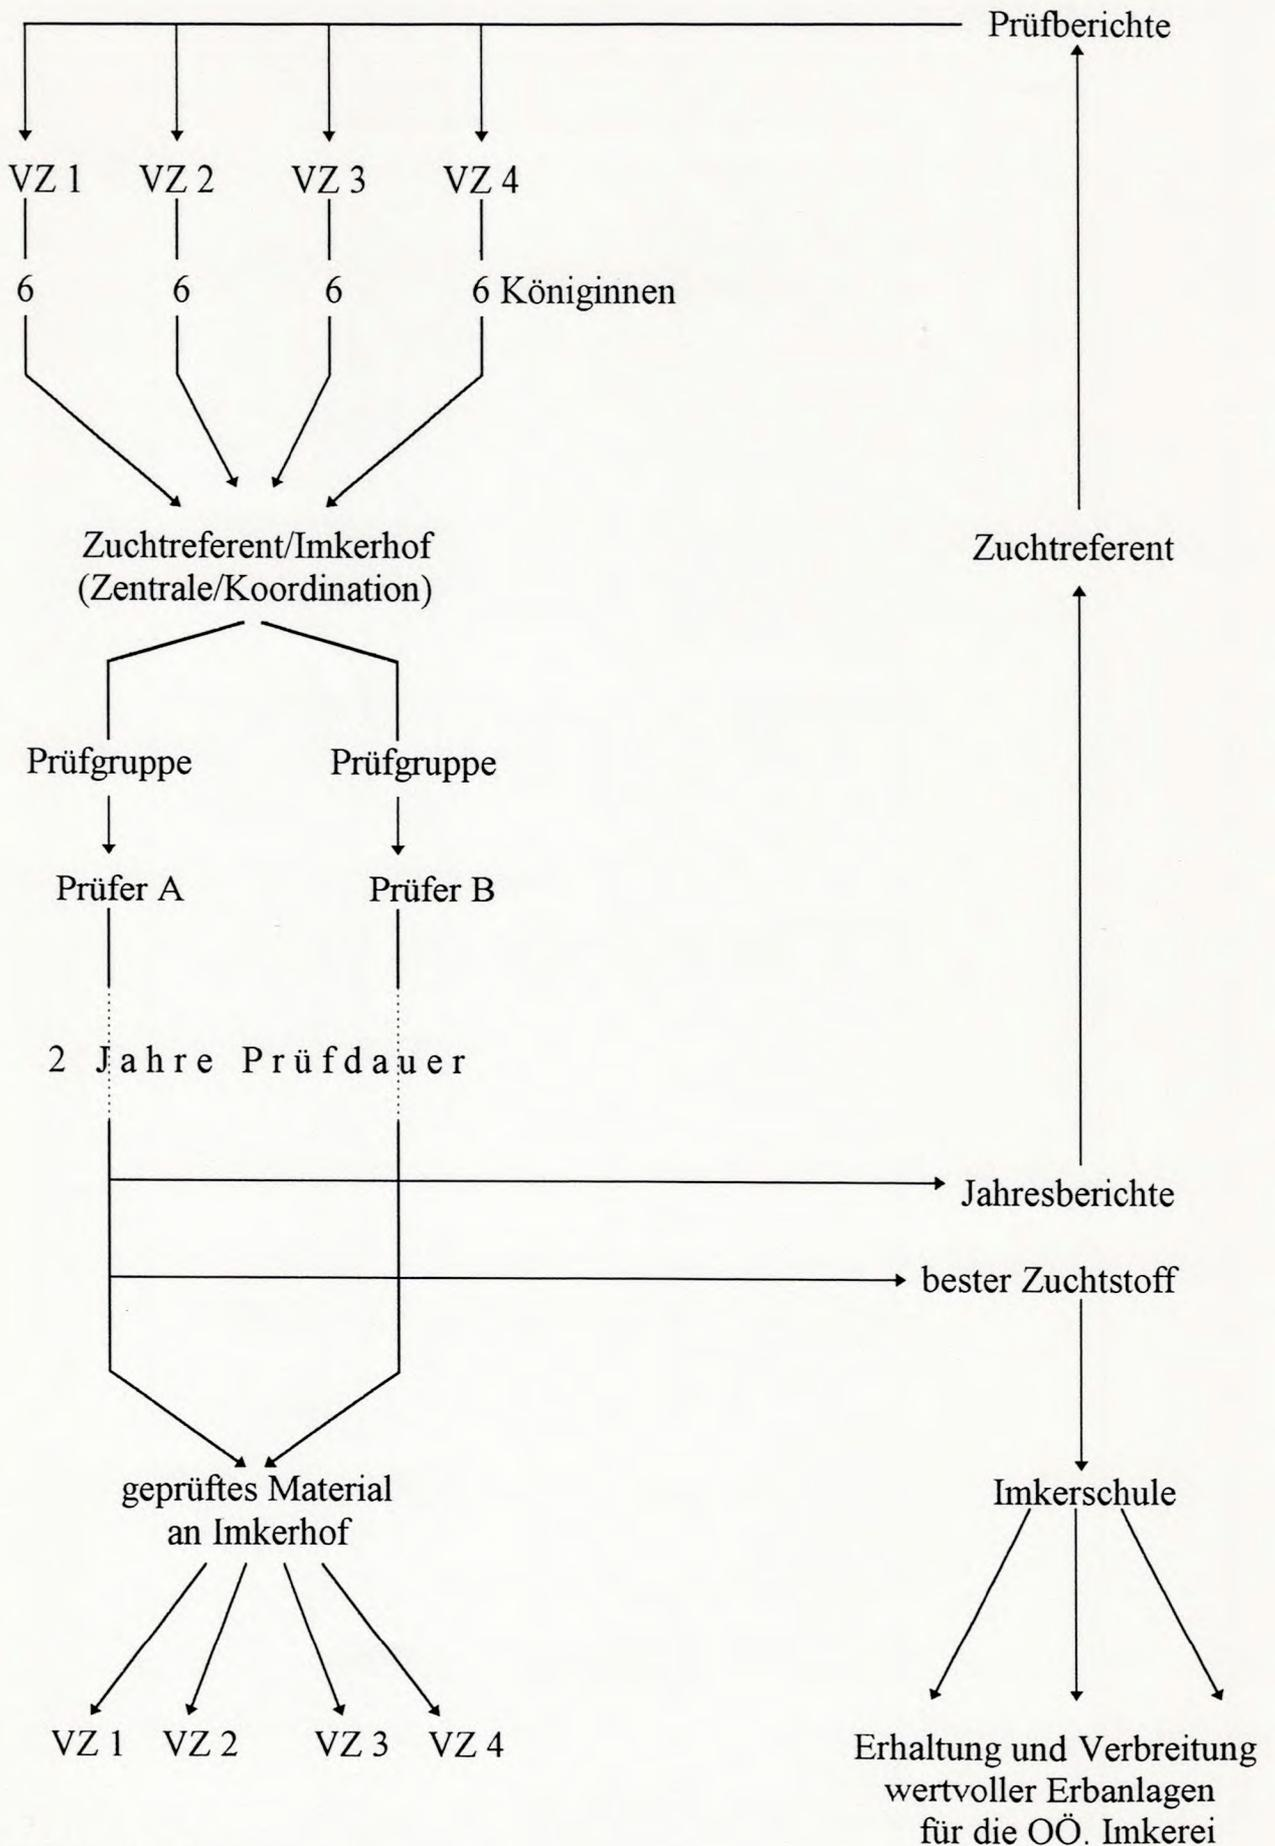 Prüfberichte
VZ 1 VZ 2 VZ 3 VZ 4
6 6 6 6 Königinnen
Zuchtreferent/Imkerhof
(Zentrale/Koordination)
Zuchtreferent
Prüfgruppe Prüfgruppe
Prüfer A Prüfer B
2 Jahre Prüfdauer
Jahresberichte
bester Zuchtstoff
geprüftes Material
an Imkerhof
Imkerschule
VZ 1 VZ 2 VZ 3 VZ 4
Erhaltung und Verbreitung
wertvoller Erbanlagen
für die OÖ. Imkerei